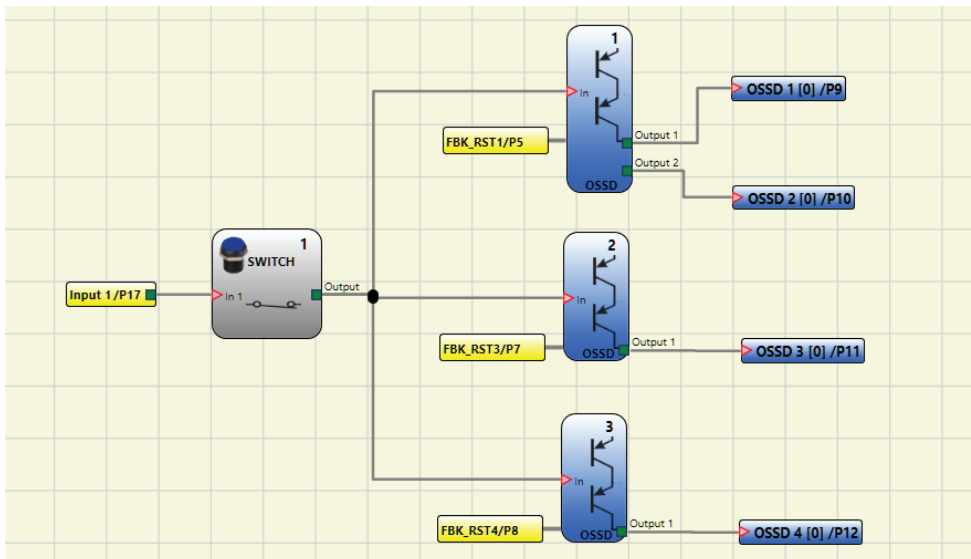 1
In
Output 1
OSSD 1 [0] /P9
FBK_RST1/P5
Output 2
OSSD
OSSD 2 [0] /P10
1
SWITCH
Input 1/P17
In 1
Output
2
In
FBK_RST3/P7
Output 1
OSSD
OSSD 3 [0] /P11
3
In
FBK_RST4/P8
Output 1
OSSD
OSSD 4 [0] /P12